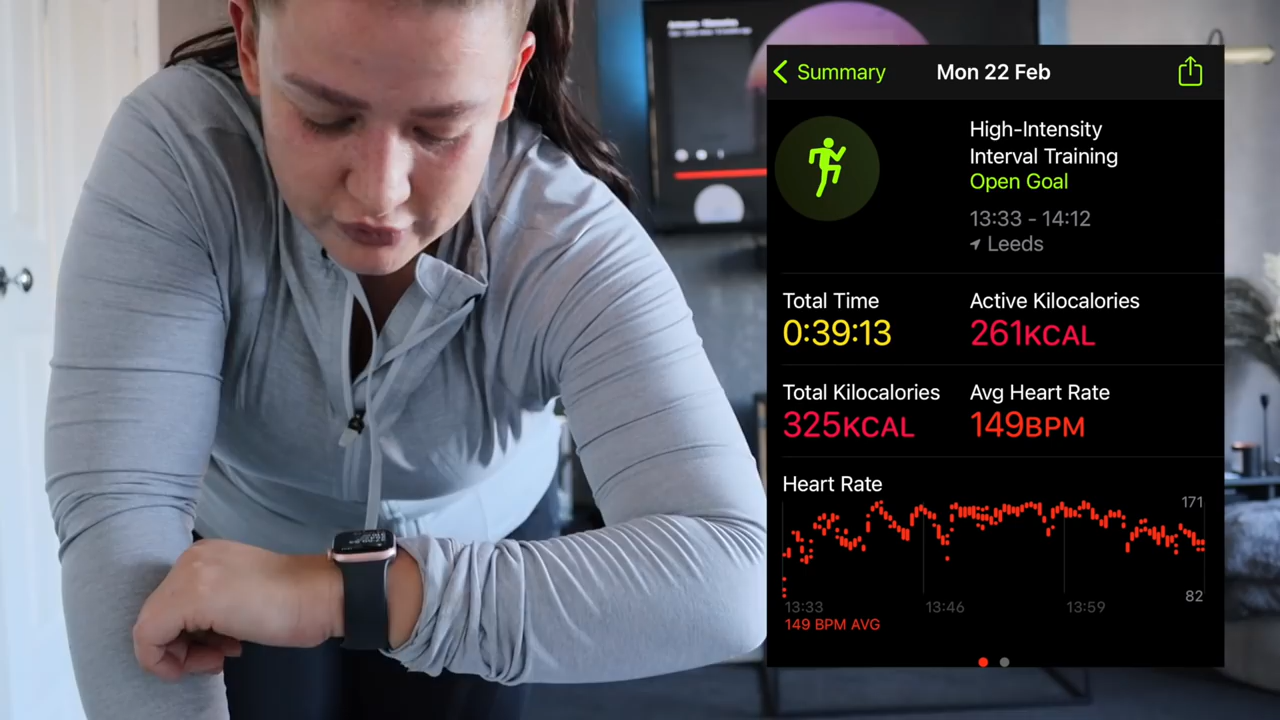 Summary
Mon 22 Feb
High-Intensity
Interval Training
Open Goal
13:33 - 14:12
Leeds
Total Time
Active Kilocalories
0:39:13
261KCAL
Total Kilocalories
Avg Heart Rate
325KCAL
149BPM
Heart Rate
171
82
13:33
13:46
13:59
149 BPM AVG